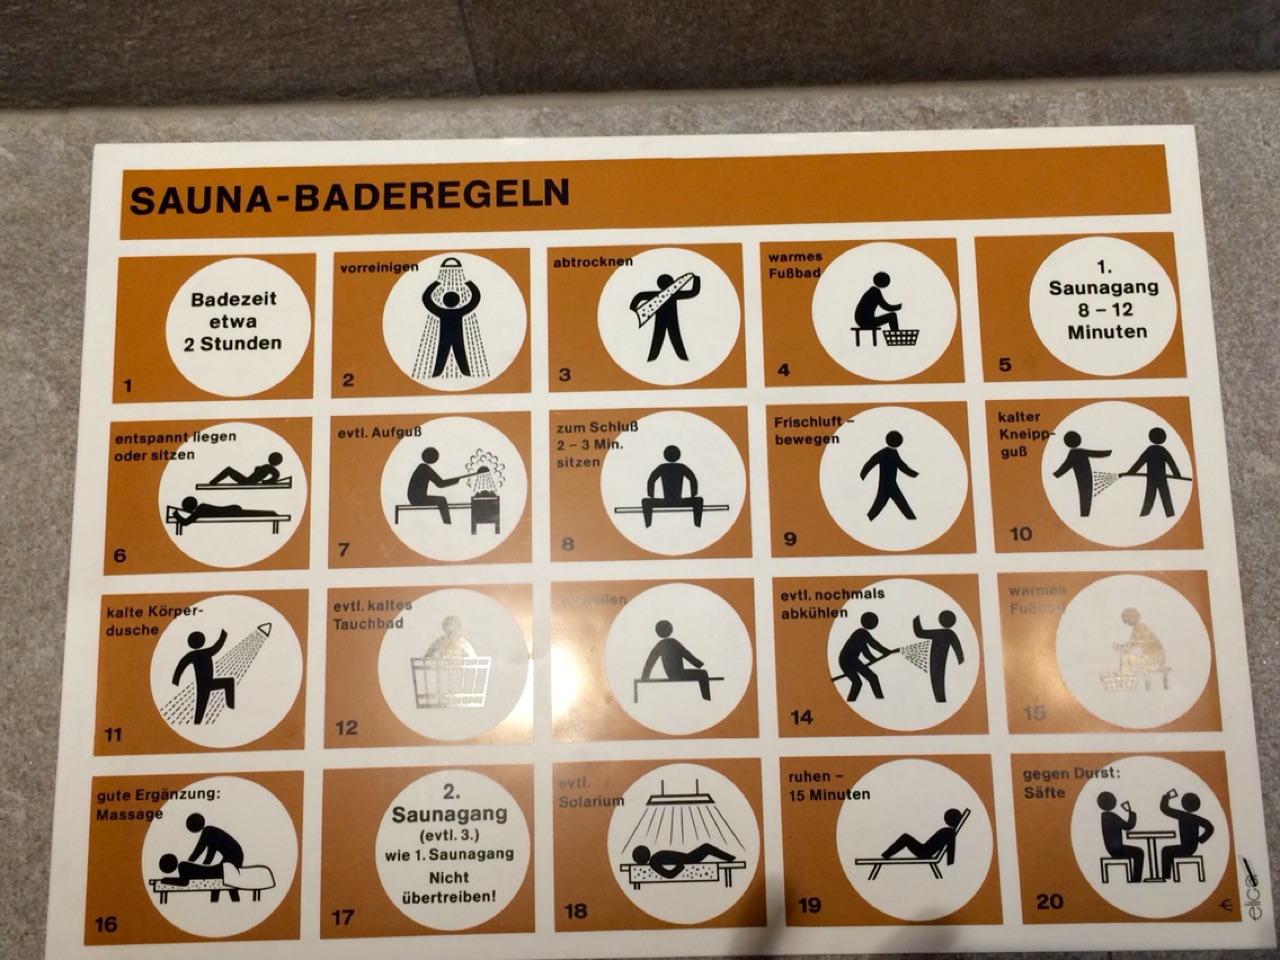 SAUNA-BADEREGELN
Badezeit
etwa
2 Stunden
1
vorreinigen
2
abtrocknen
3
warmes
Fußbad
4
1.
Saunagang
8 – 12
Minuten
5
entspannt liegen
oder sitzen
6
evtl. Aufguß
7
zum Schluß
2 – 3 Min.
sitzen
8
Frischluft –
bewegen
9
kalter
Kneipp-
guß
10
kalte Körper-
dusche
11
evtl. kaltes
Tauchbad
12
evtl. nochmals
abkühlen
14
warmes
Fußbad
15
gute Ergänzung:
Massage
16
2.
Saunagang
(evtl. 3.)
wie 1. Saunagang
Nicht
übertreiben!
17
evtl.
Solarium
18
ruhen –
15 Minuten
19
gegen Durst:
Säfte
20